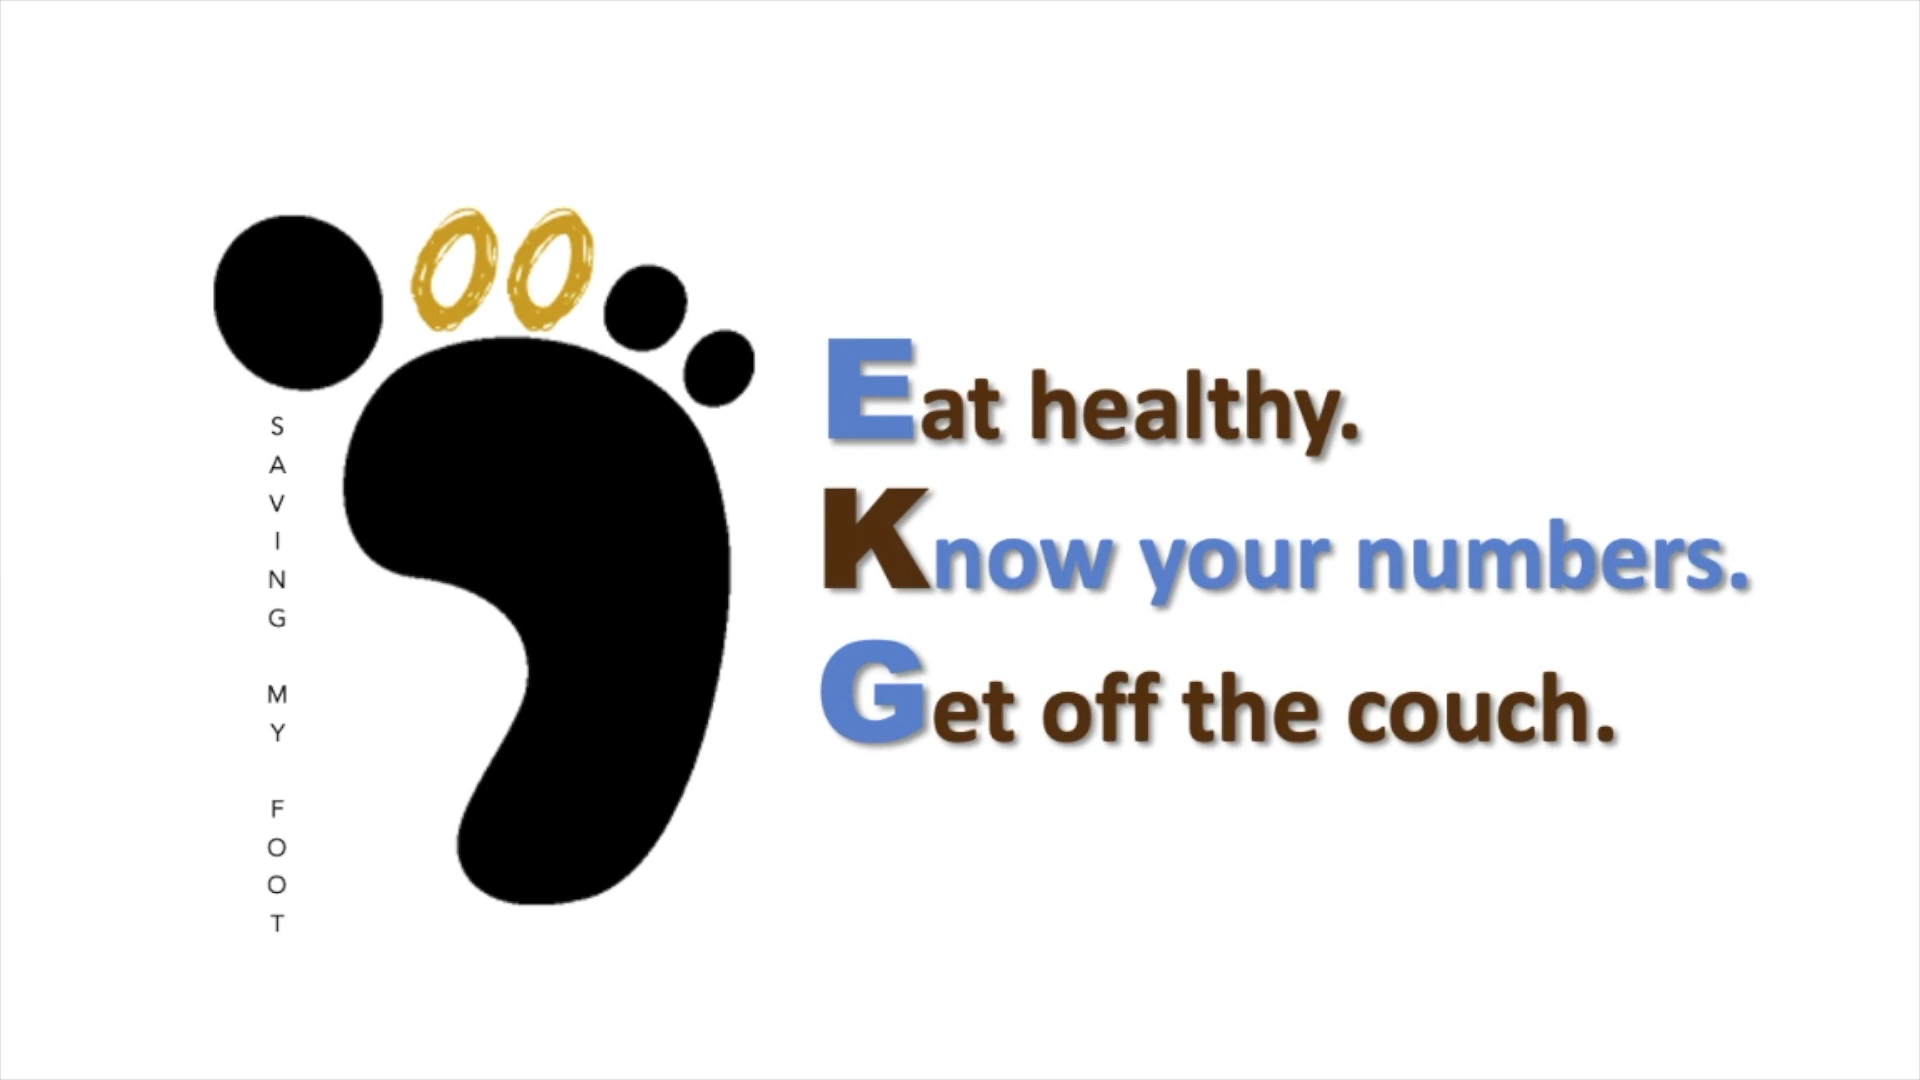 SAVING MY FOOT
Eat healthy.
Know your numbers.
Get off the couch.